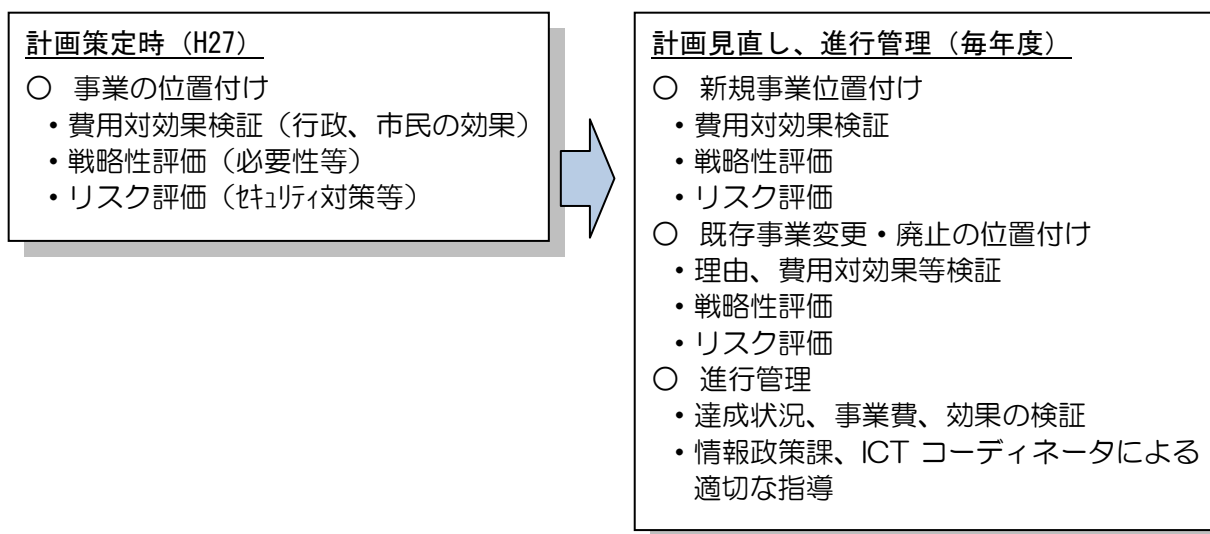 計画策定時（H27）
○ 事業の位置付け
・費用対効果検証（行政、市民の効果）
・戦略性評価（必要性等）
・リスク評価（ｾｷｭﾘﾃｨ対策等）
計画見直し、進行管理（毎年度）
○ 新規事業位置付け
・費用対効果検証
・戦略性評価
・リスク評価
○ 既存事業変更・廃止の位置付け
・理由、費用対効果等検証
・戦略性評価
・リスク評価
○ 進行管理
・達成状況、事業費、効果の検証
・情報政策課、ICT コーディネータによる
適切な指導